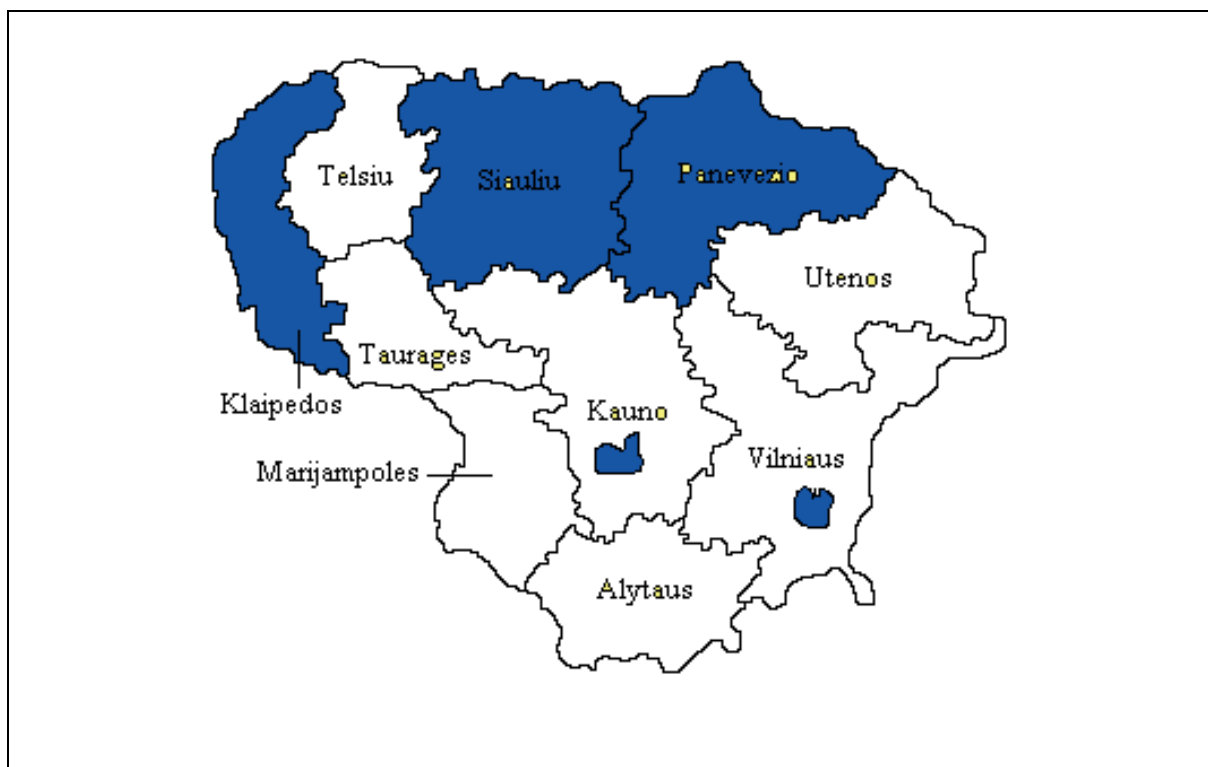 Telsiu
Siauliu
Panevezio
Utenos
Taurages
Klaipedos
Kauno
Marijampoles
Vilniaus
Alytaus